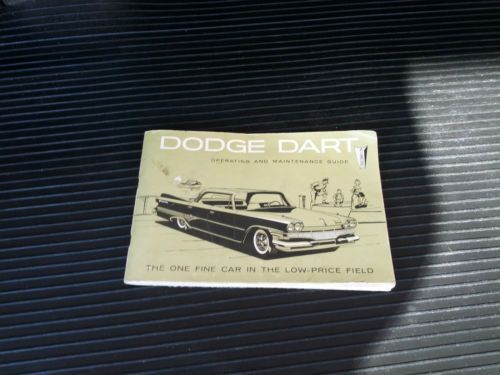 DODGE DART
OPERATING AND MAINTENANCE GUIDE
THE ONE FINE CAR IN THE LOW-PRICE FIELD